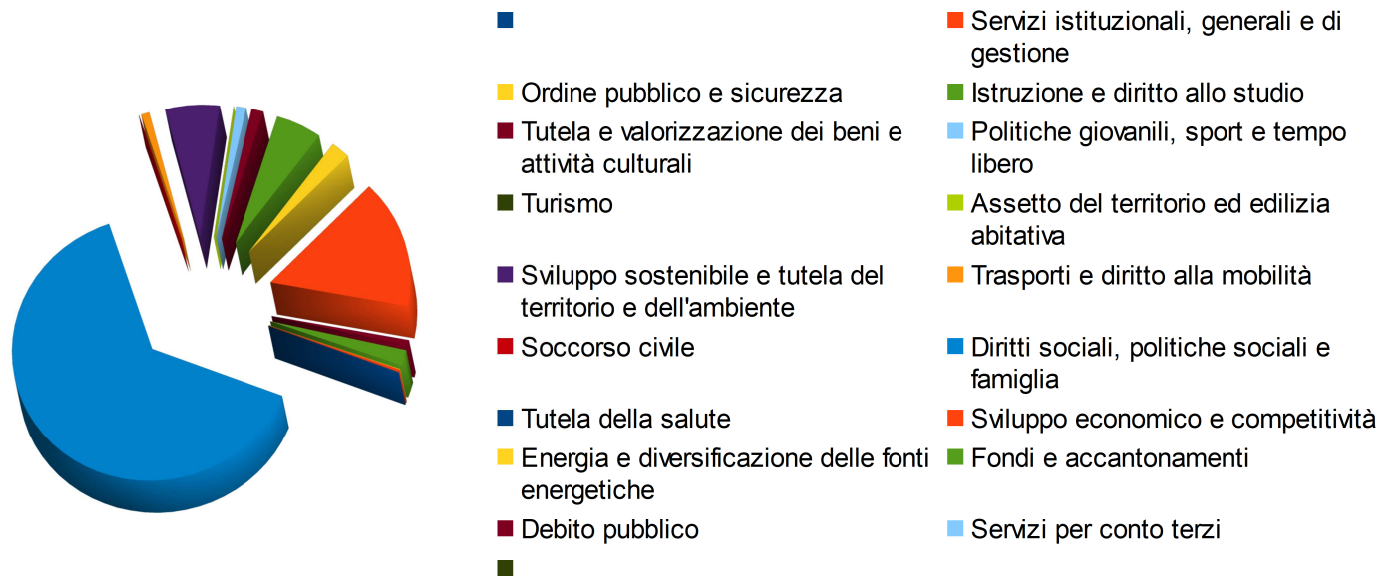 Servizi istituzionali, generali e di
gestione
Ordine pubblico e sicurezza
Istruzione e diritto allo studio
Tutela e valorizzazione dei beni e
attività culturali
Politiche giovanili, sport e tempo
libero
Turismo
Assetto del territorio ed edilizia
abitativa
Sviluppo sostenibile e tutela del
territorio e dell'ambiente
Trasporti e diritto alla mobilità
Soccorso civile
Diritti sociali, politiche sociali e
famiglia
Tutela della salute
Sviluppo economico e competitività
Energia e diversificazione delle fonti
energetiche
Fondi e accantonamenti
Debito pubblico
Servizi per conto terzi